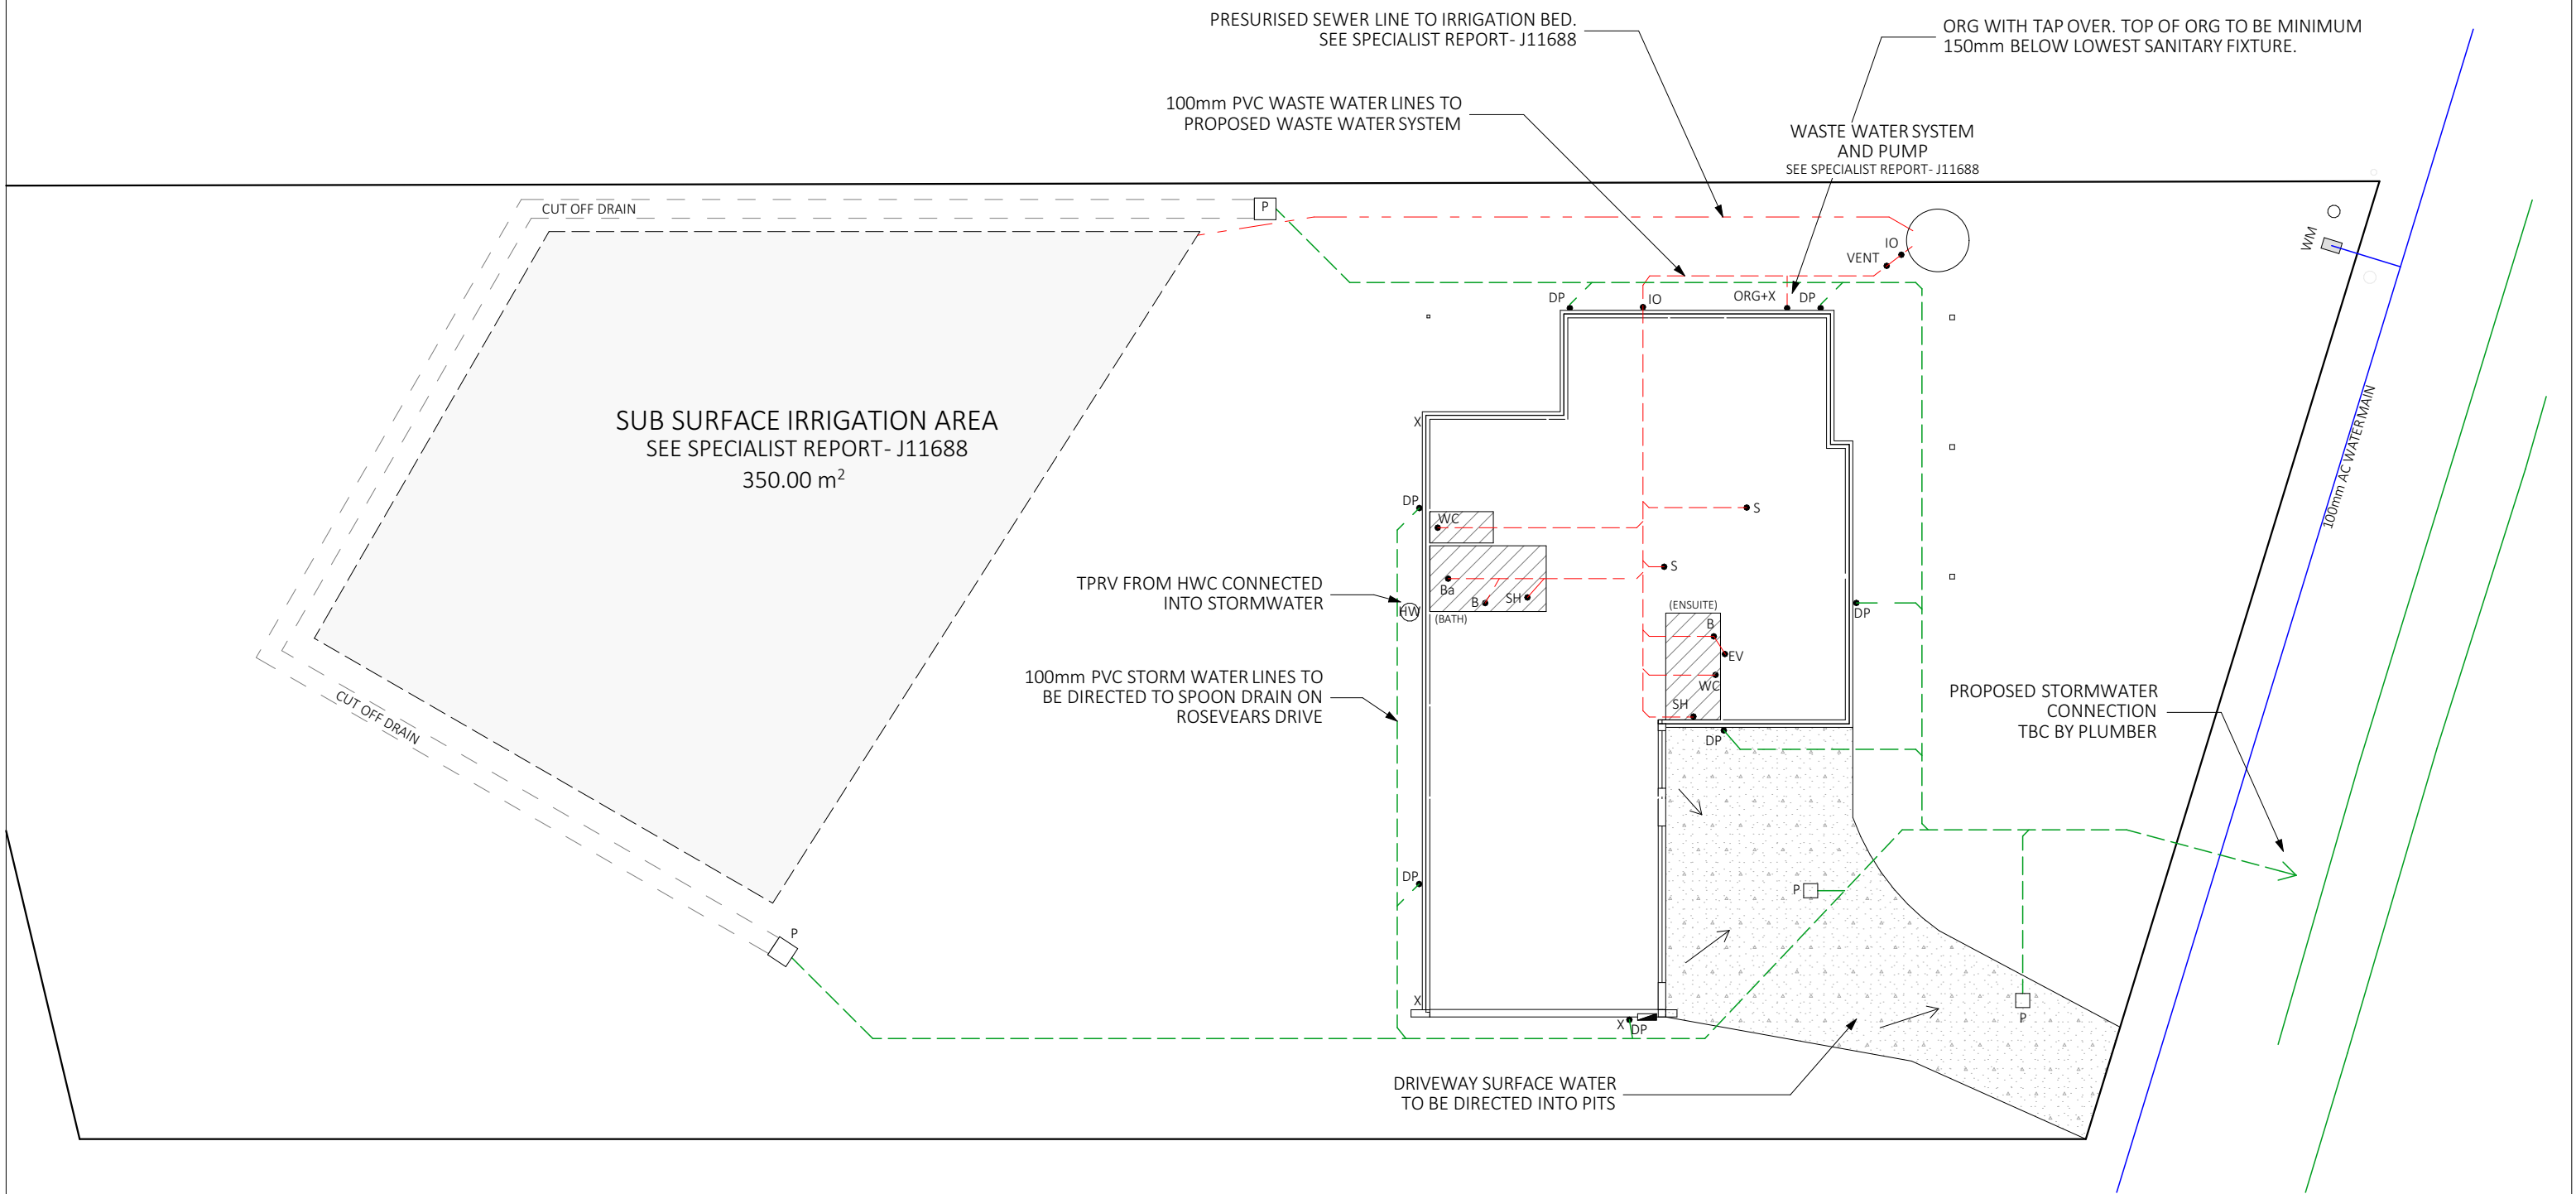 PRESURISED SEWER LINE TO IRRIGATION BED.
SEE SPECIALIST REPORT- J11688
ORG WITH TAP OVER. TOP OF ORG TO BE MINIMUM
150mm BELOW LOWEST SANITARY FIXTURE.
100mm PVC WASTE WATER LINES TO
PROPOSED WASTE WATER SYSTEM
WASTE WATER SYSTEM
AND PUMP
SEE SPECIALIST REPORT- J11688
CUT OFF DRAIN
P
WM
IO
VENT
DP
IO
ORG+X
DP
SUB SURFACE IRRIGATION AREA
SEE SPECIALIST REPORT- J11688
350.00 m²
X
100mm AC WATERMAIN
DP
WC
S
S
TPRV FROM HWC CONNECTED
INTO STORMWATER
HW
Ba
B
SH
(BATH)
(ENSUITE)
B
EV
WC
SH
DP
DP
100mm PVC STORM WATER LINES TO
BE DIRECTED TO SPOON DRAIN ON
ROSEVEARS DRIVE
CUT OFF DRAIN
PROPOSED STORMWATER
CONNECTION
TBC BY PLUMBER
DP
P
P
X
X
DP
P
DRIVEWAY SURFACE WATER
TO BE DIRECTED INTO PITS